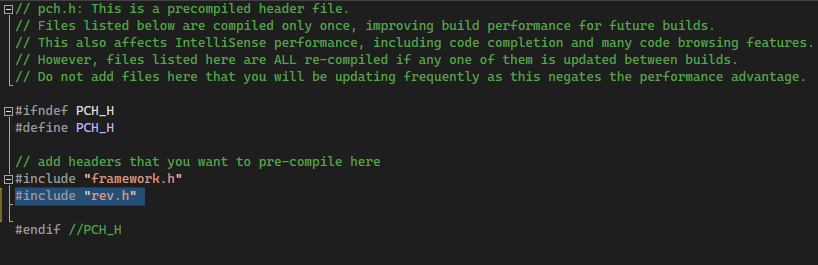 // pch.h: This is a precompiled header file.
// Files listed below are compiled only once, improving build performance for future builds.
// This also affects IntelliSense performance, including code completion and many code browsing features.
// However, files listed here are ALL re-compiled if any one of them is updated between builds.
// Do not add files here that you will be updating frequently as this negates the performance advantage.
#ifndef PCH_H
#define PCH_H
// add headers that you want to pre-compile here
#include "framework.h"
#include "rev.h"
#endif //PCH_H